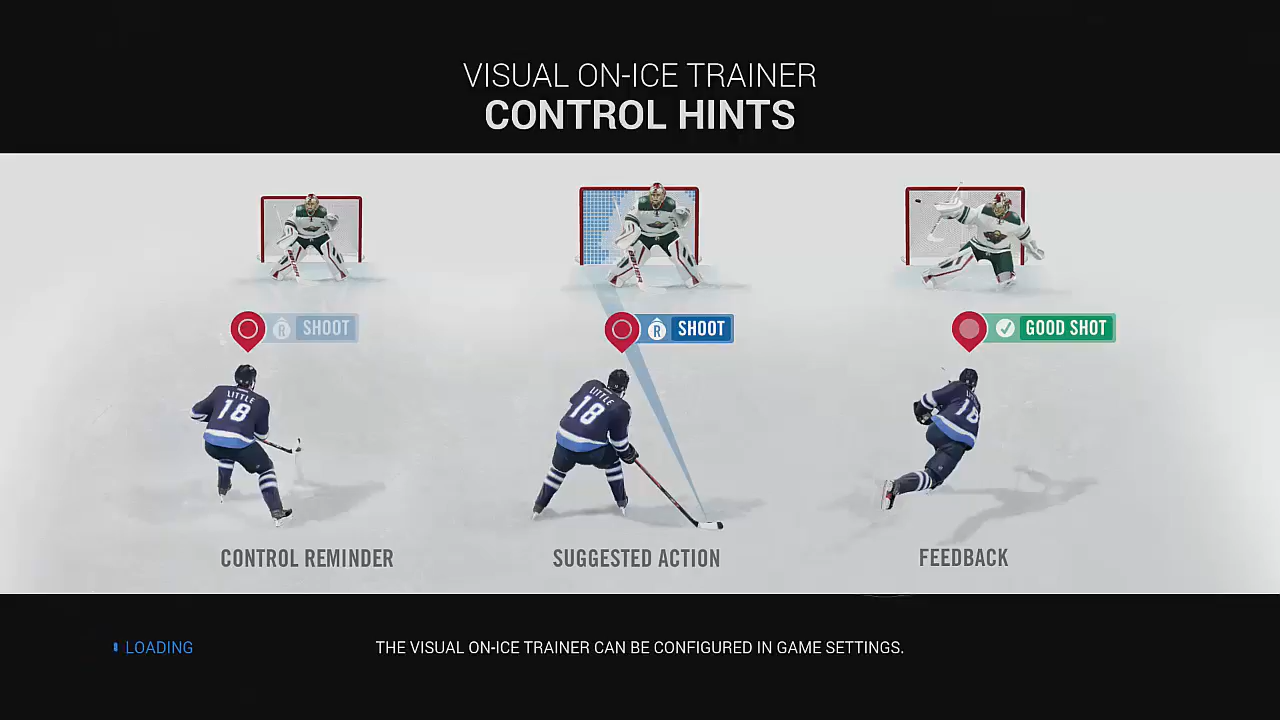 VISUAL ON-ICE TRAINER
CONTROL HINTS
R SHOOT
R SHOOT
GOOD SHOT
LITTLE
18
LITTLE
18
18
CONTROL REMINDER
SUGGESTED ACTION
FEEDBACK
LOADING
THE VISUAL ON-ICE TRAINER CAN BE CONFIGURED IN GAME SETTINGS.